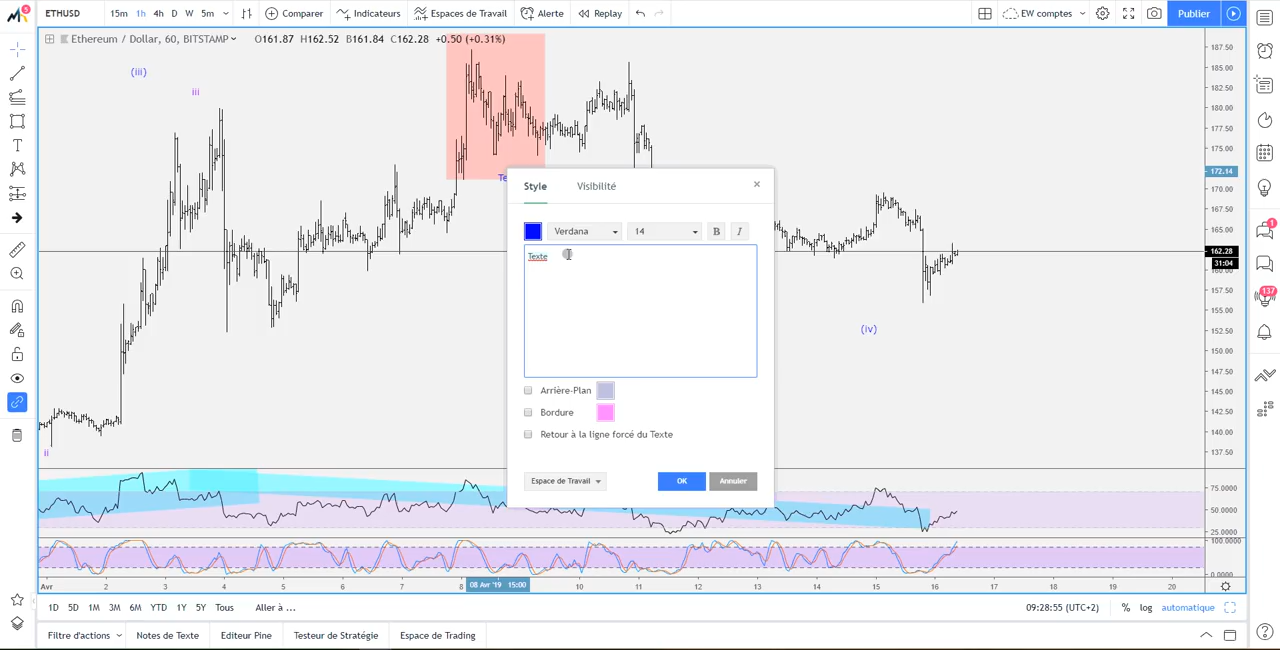 5 ETHUSD 15m 1h 4h D W 5m Comparer Indicateurs Espaces de Travail Alerte Replay EW comptes Publier
Ethereum / Dollar, 60, BITSTAMP O161.87 H162.52 B161.84 C162.28 +0.50 (+0.31%)
(iii)
iii
ii
(iv)
Te
Style Visibilité
Verdana 14 B I
Texte
Arrière-Plan
Bordure
Retour à la ligne forcé du Texte
Espace de Travail OK Annuler
187.50
185.00
182.50
180.00
177.50
175.00
172.14
170.00
167.50
165.00
162.28
31:04
160.00
157.50
155.00
152.50
150.00
147.50
145.00
142.50
140.00
137.50
75.0000
50.0000
25.0000
100.0000
0.0000
1
137
Avr 2 3 4 5 6 7 08 Avr '19 15:00 10 11 12 13 14 15 16 17 18 19 20
1D 5D 1M 3M 6M YTD 1Y 5Y Tous Aller à ... 09:28:55 (UTC+2) % log automatique
Filtre d'actions Notes de Texte Editeur Pine Testeur de Stratégie Espace de Trading